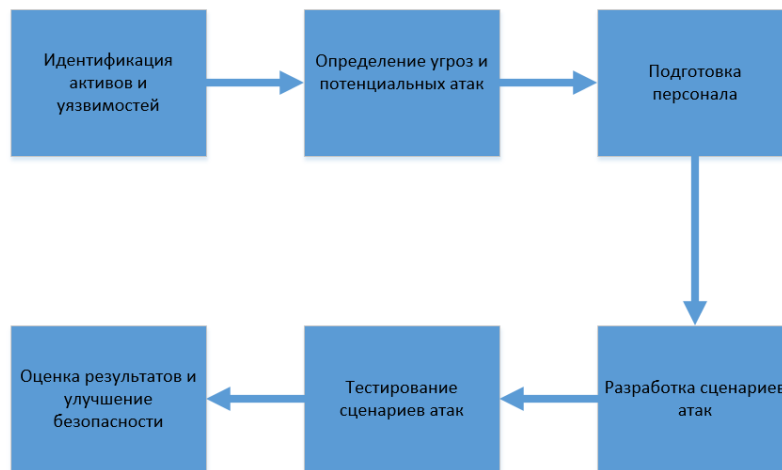 Идентификация
активов и
уязвимостей
Определение угроз и
потенциальных атак
Подготовка
персонала
Разработка сценариев
атак
Тестирование
сценариев атак
Оценка результатов и
улучшение
безопасности